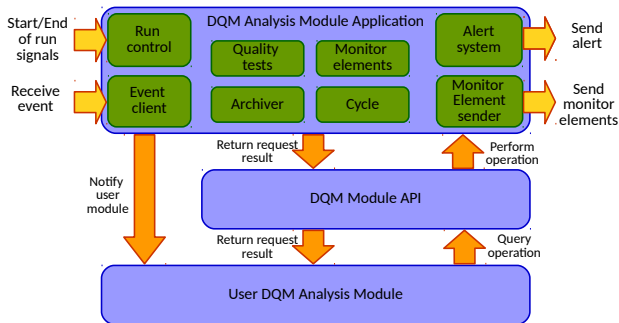 Start/End
of run
signals
Receive
event
DQM Analysis Module Application
Run
control
Event
client
Quality
tests
Monitor
elements
Archiver
Cycle
Alert
system
Monitor
Element
sender
Send
alert
Send
monitor
elements
Notify
user
module
Return request
result
Perform
operation
DQM Module API
Return request
result
Query
operation
User DQM Analysis Module